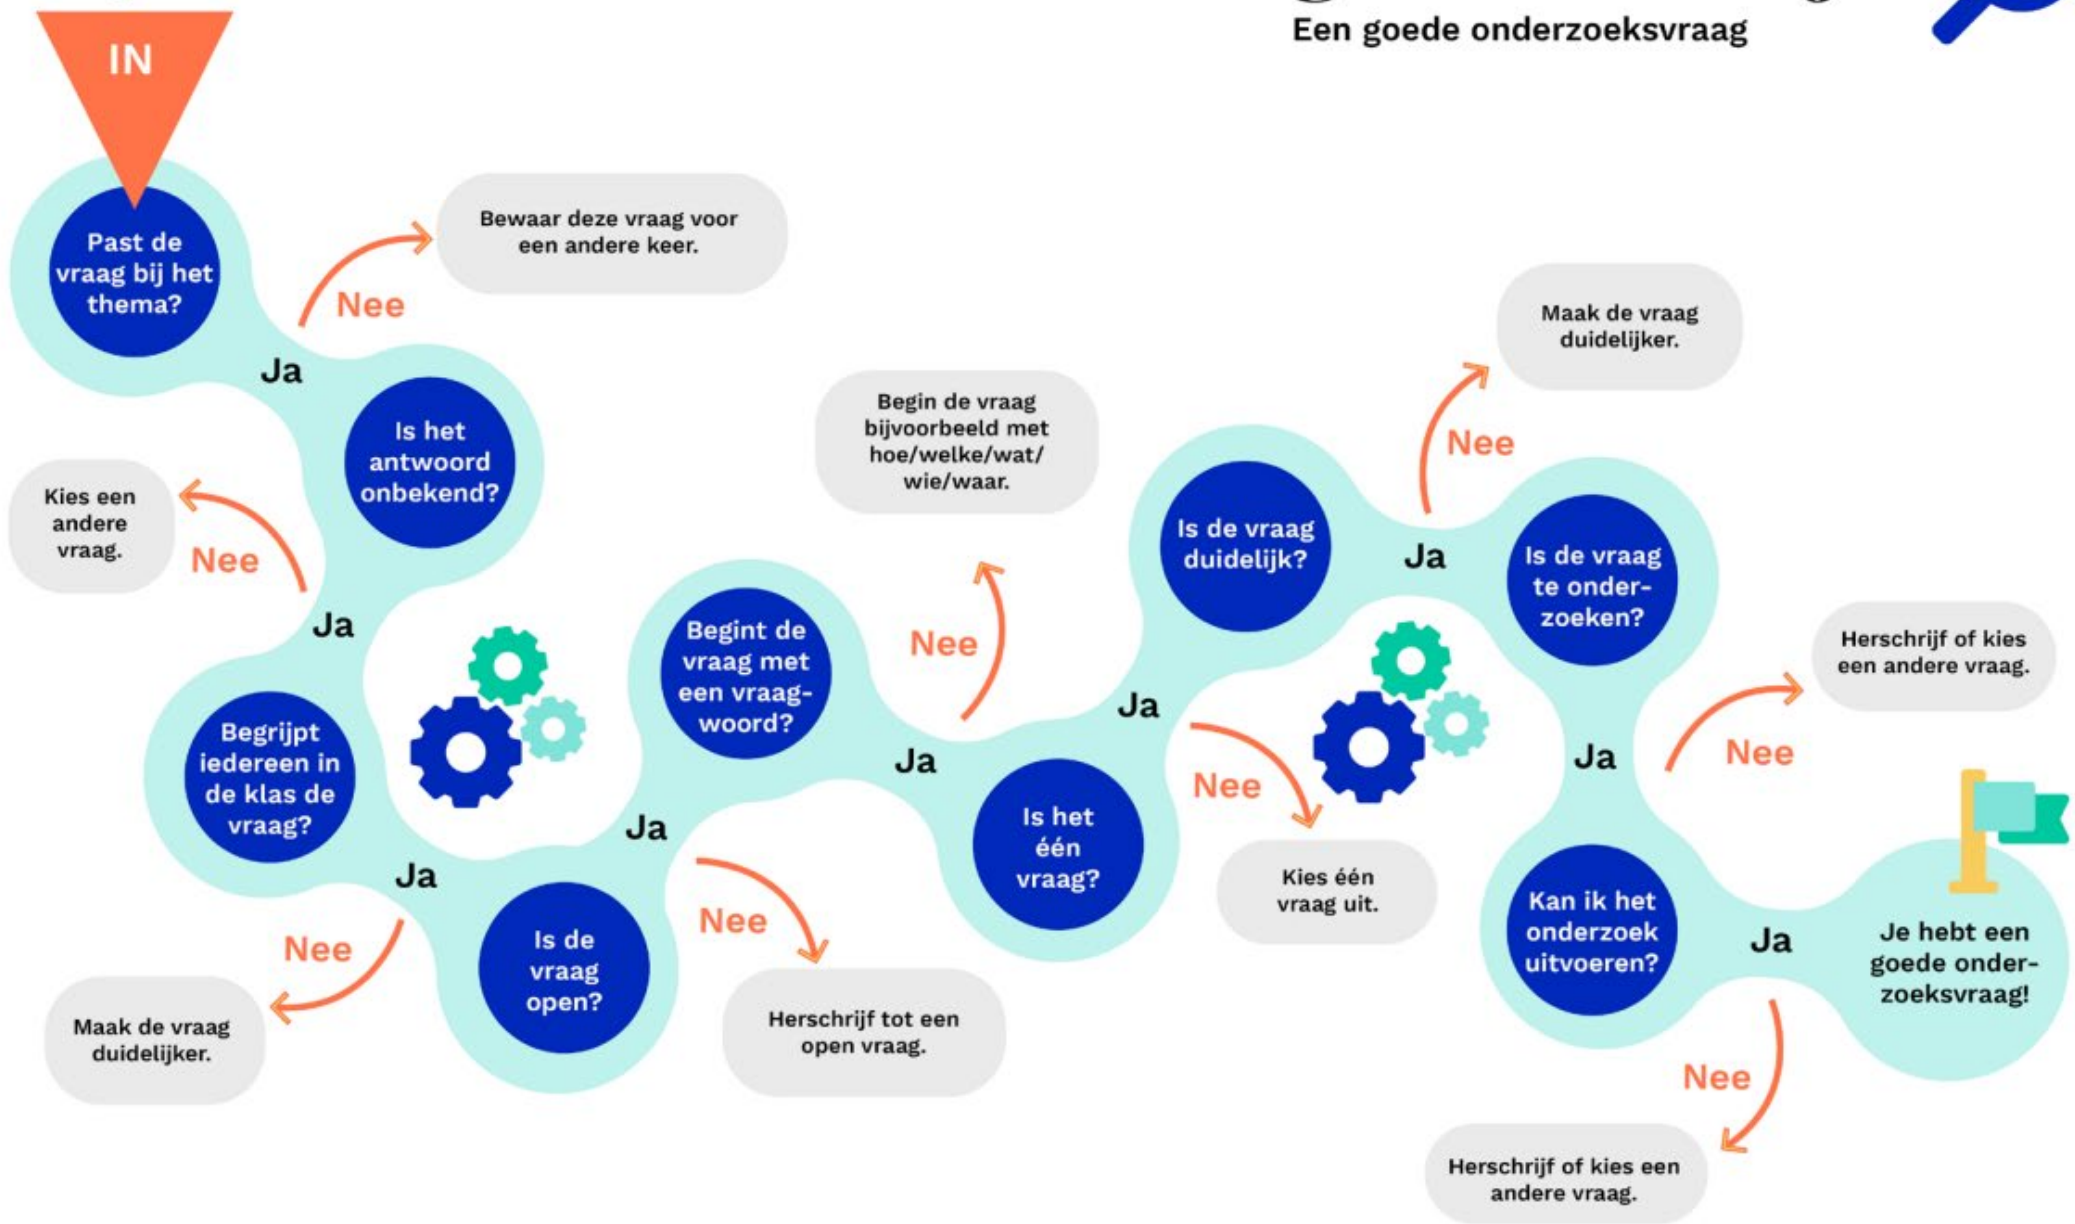 Een goede onderzoeksvraag
IN
Past de
vraag bij het
thema?
Nee
Bewaar deze vraag voor
een andere keer.
Ja
Is het
antwoord
onbekend?
Nee
Kies een
andere
vraag.
Ja
Begrijpt
iedereen in
de klas de
vraag?
Nee
Maak de vraag
duidelijker.
Ja
Is de
vraag
open?
Nee
Herschrijf tot een
open vraag.
Ja
Begint de
vraag met
een vraag-
woord?
Nee
Begin de vraag
bijvoorbeeld met
hoe/welke/wat/
wie/waar.
Ja
Is het
één
vraag?
Nee
Kies één
vraag uit.
Ja
Is de vraag
duidelijk?
Nee
Maak de vraag
duidelijker.
Ja
Is de vraag
te onder-
zoeken?
Nee
Herschrijf of kies
een andere vraag.
Ja
Kan ik het
onderzoek
uitvoeren?
Nee
Herschrijf of kies een
andere vraag.
Ja
Je hebt een
goede onder-
zoeksvraag!